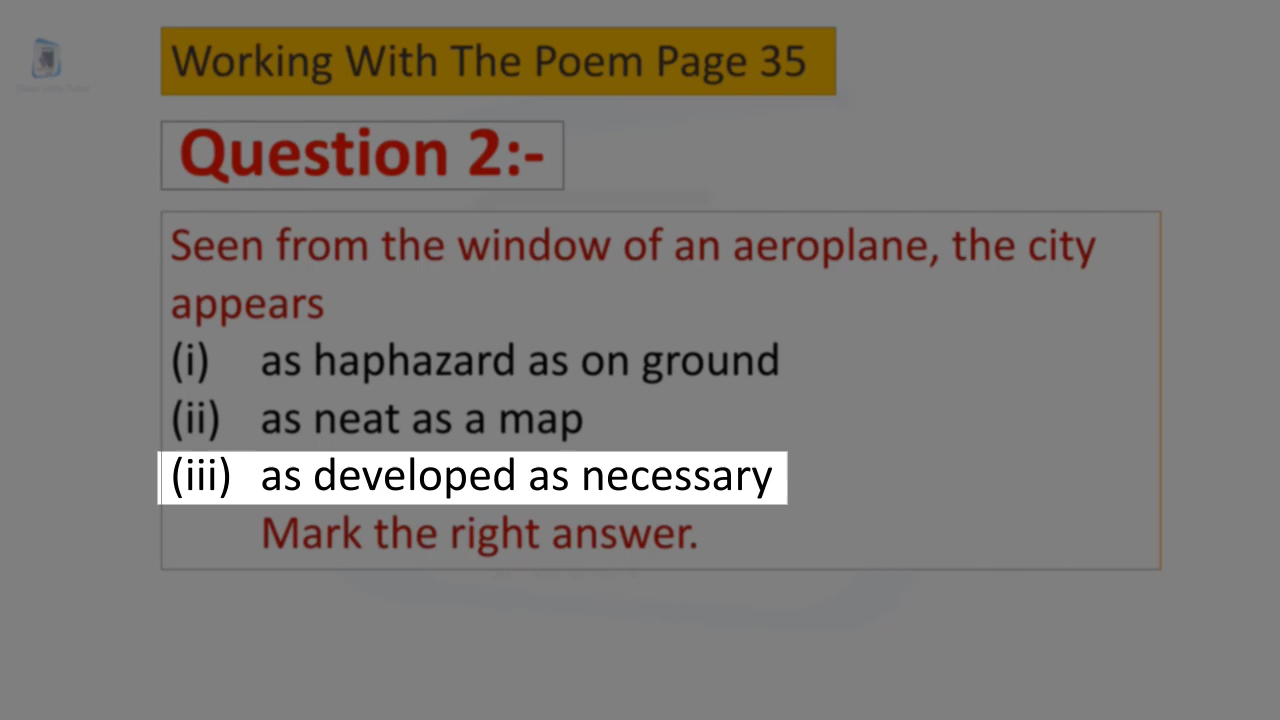 Working With The Poem Page 35
Question 2:-
Seen from the window of an aeroplane, the city
appears
(i) as haphazard as on ground
(ii) as neat as a map
(iii) as developed as necessary
Mark the right answer.